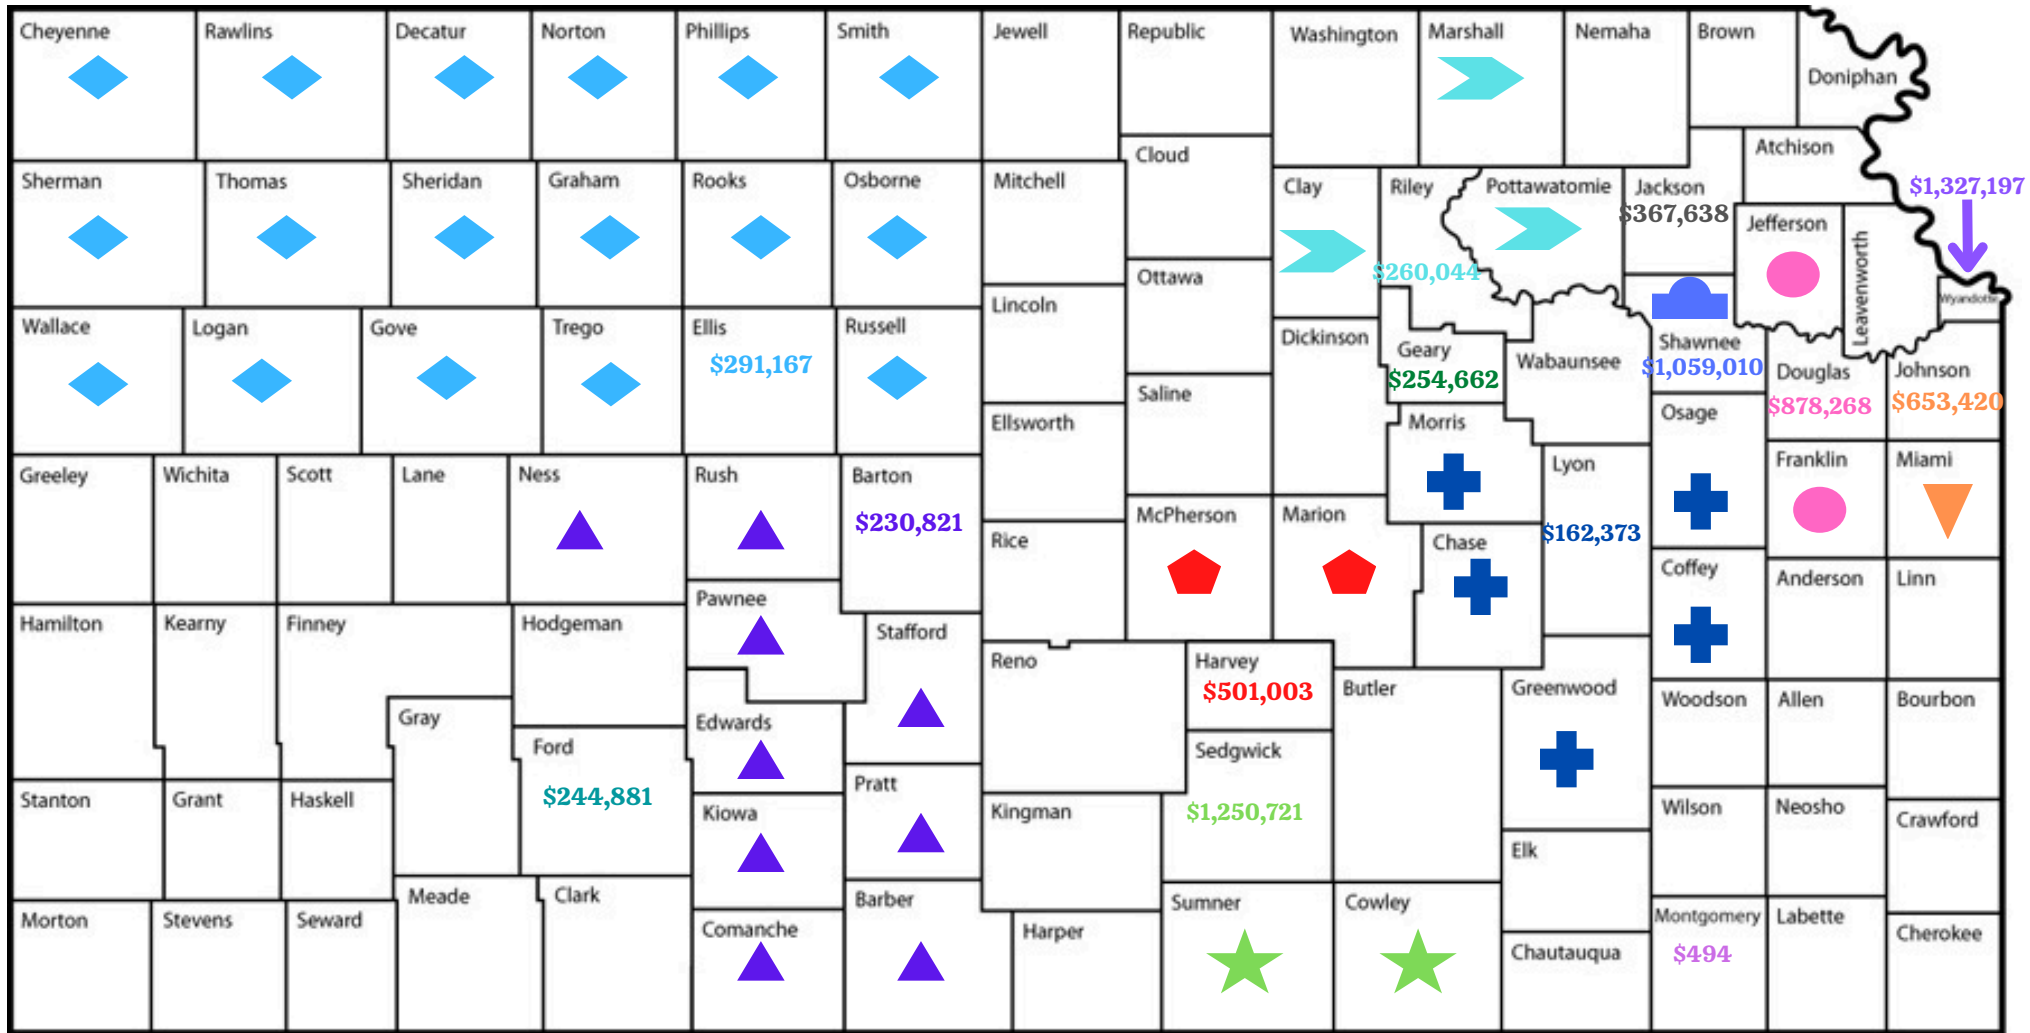 Cheyenne
Rawlins
Decatur
Norton
Phillips
Smith
Jewell
Republic
Washington
Marshall
Nemaha
Brown
Doniphan
Cloud
Atchison
Sherman
Thomas
Sheridan
Graham
Rooks
Osborne
Mitchell
Clay
Riley
Pottawatomie
Jackson
$367,638
$1,327,197
Jefferson
Leavenworth
Wyandotte
$260,044
Ottawa
Lincoln
Wallace
Logan
Gove
Trego
Ellis
$291,167
Russell
Dickinson
Geary
$254,662
Wabaunsee
Shawnee
$1,059,010
Douglas
$878,268
Johnson
$653,420
Saline
Ellsworth
Morris
Osage
Lyon
$162,373
Franklin
Miami
Greeley
Wichita
Scott
Lane
Ness
Rush
Barton
$230,821
Rice
McPherson
Marion
Chase
Coffey
Anderson
Linn
Pawnee
Hamilton
Kearny
Finney
Hodgeman
Stafford
Reno
Harvey
$501,003
Butler
Greenwood
Woodson
Allen
Bourbon
Gray
Edwards
Ford
$244,881
Sedgwick
$1,250,721
Pratt
Stanton
Grant
Haskell
Kiowa
Kingman
Wilson
Neosho
Crawford
Elk
Meade
Clark
Barber
Sumner
Cowley
Montgomery
$494
Labette
Morton
Stevens
Seward
Comanche
Harper
Chautauqua
Cherokee